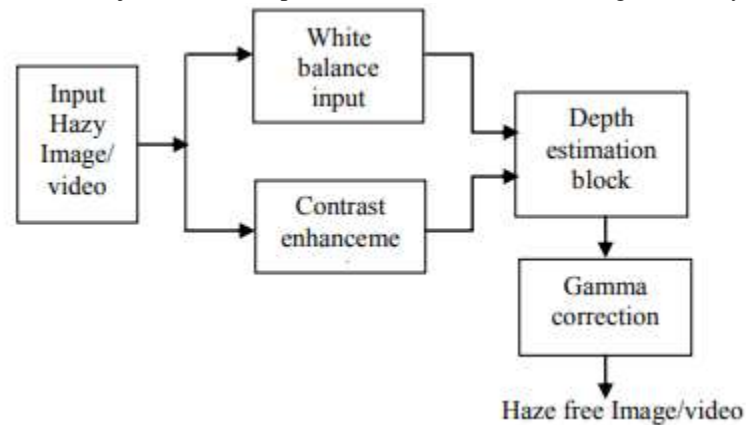 Input
Hazy
Image/
video
White
balance
input
Contrast
enhanceme
Depth
estimation
block
Gamma
correction
Haze free Image/video